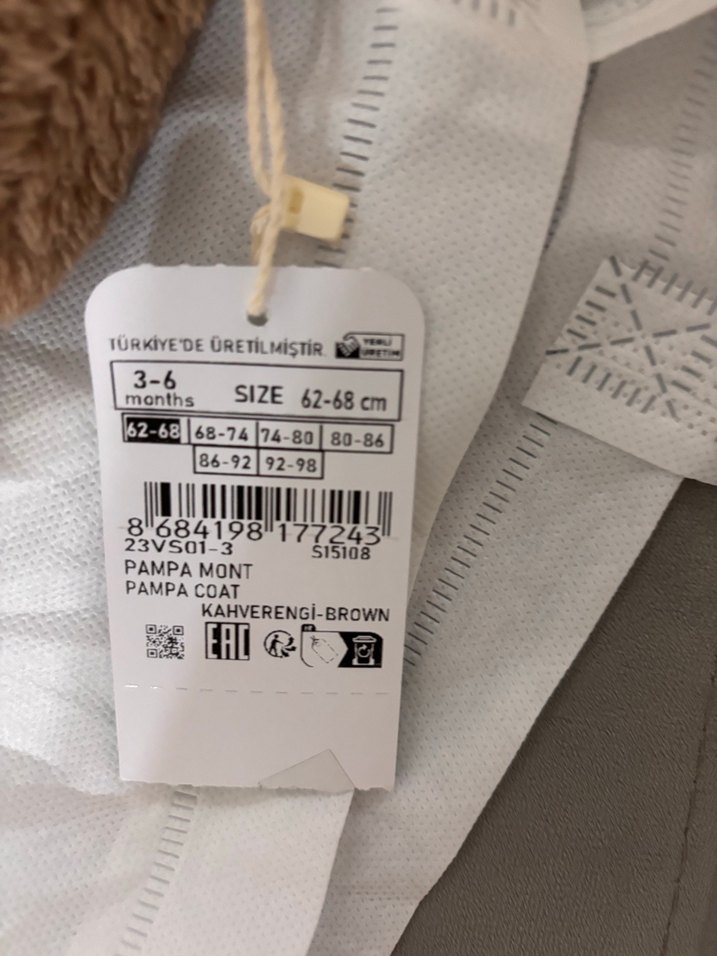 TÜRKİYE'DE ÜRETİLMİŞTİR. YERLİ ÜRETİM
3-6 months SIZE 62-68 cm
62-68 68-74 74-80 80-86
86-92 92-98
8 684198 177243
23VS01-3 S15108
PAMPA MONT
PAMPA COAT
KAHVERENGİ-BROWN
EAC